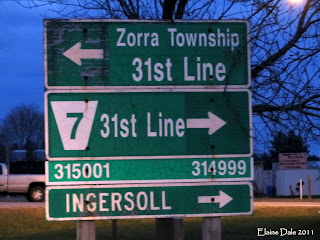 Zorra Township
31st Line
7 31st Line
315001 314999
INGERSOLL
Elaine Dale 2011